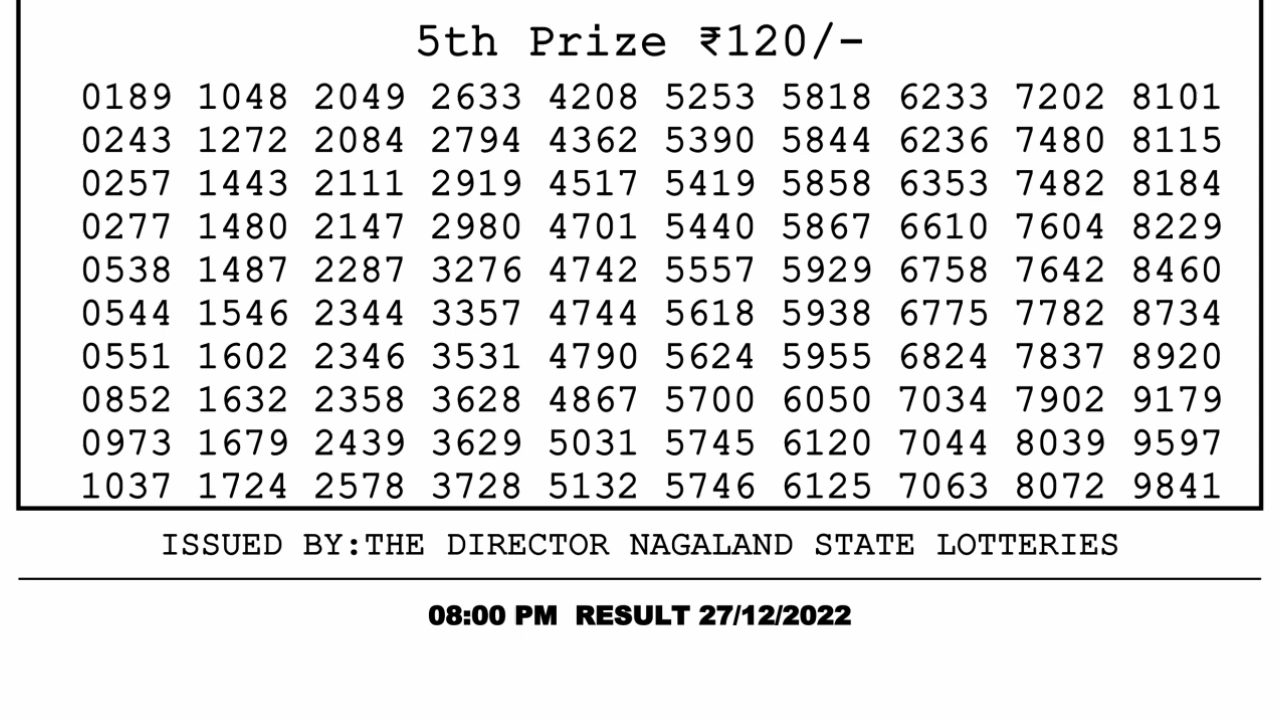 5th Prize ₹120/-
0189 1048 2049 2633 4208 5253 5818 6233 7202 8101
0243 1272 2084 2794 4362 5390 5844 6236 7480 8115
0257 1443 2111 2919 4517 5419 5858 6353 7482 8184
0277 1480 2147 2980 4701 5440 5867 6610 7604 8229
0538 1487 2287 3276 4742 5557 5929 6758 7642 8460
0544 1546 2344 3357 4744 5618 5938 6775 7782 8734
0551 1602 2346 3531 4790 5624 5955 6824 7837 8920
0852 1632 2358 3628 4867 5700 6050 7034 7902 9179
0973 1679 2439 3629 5031 5745 6120 7044 8039 9597
1037 1724 2578 3728 5132 5746 6125 7063 8072 9841
ISSUED BY:THE DIRECTOR NAGALAND STATE LOTTERIES
08:00 PM RESULT 27/12/2022